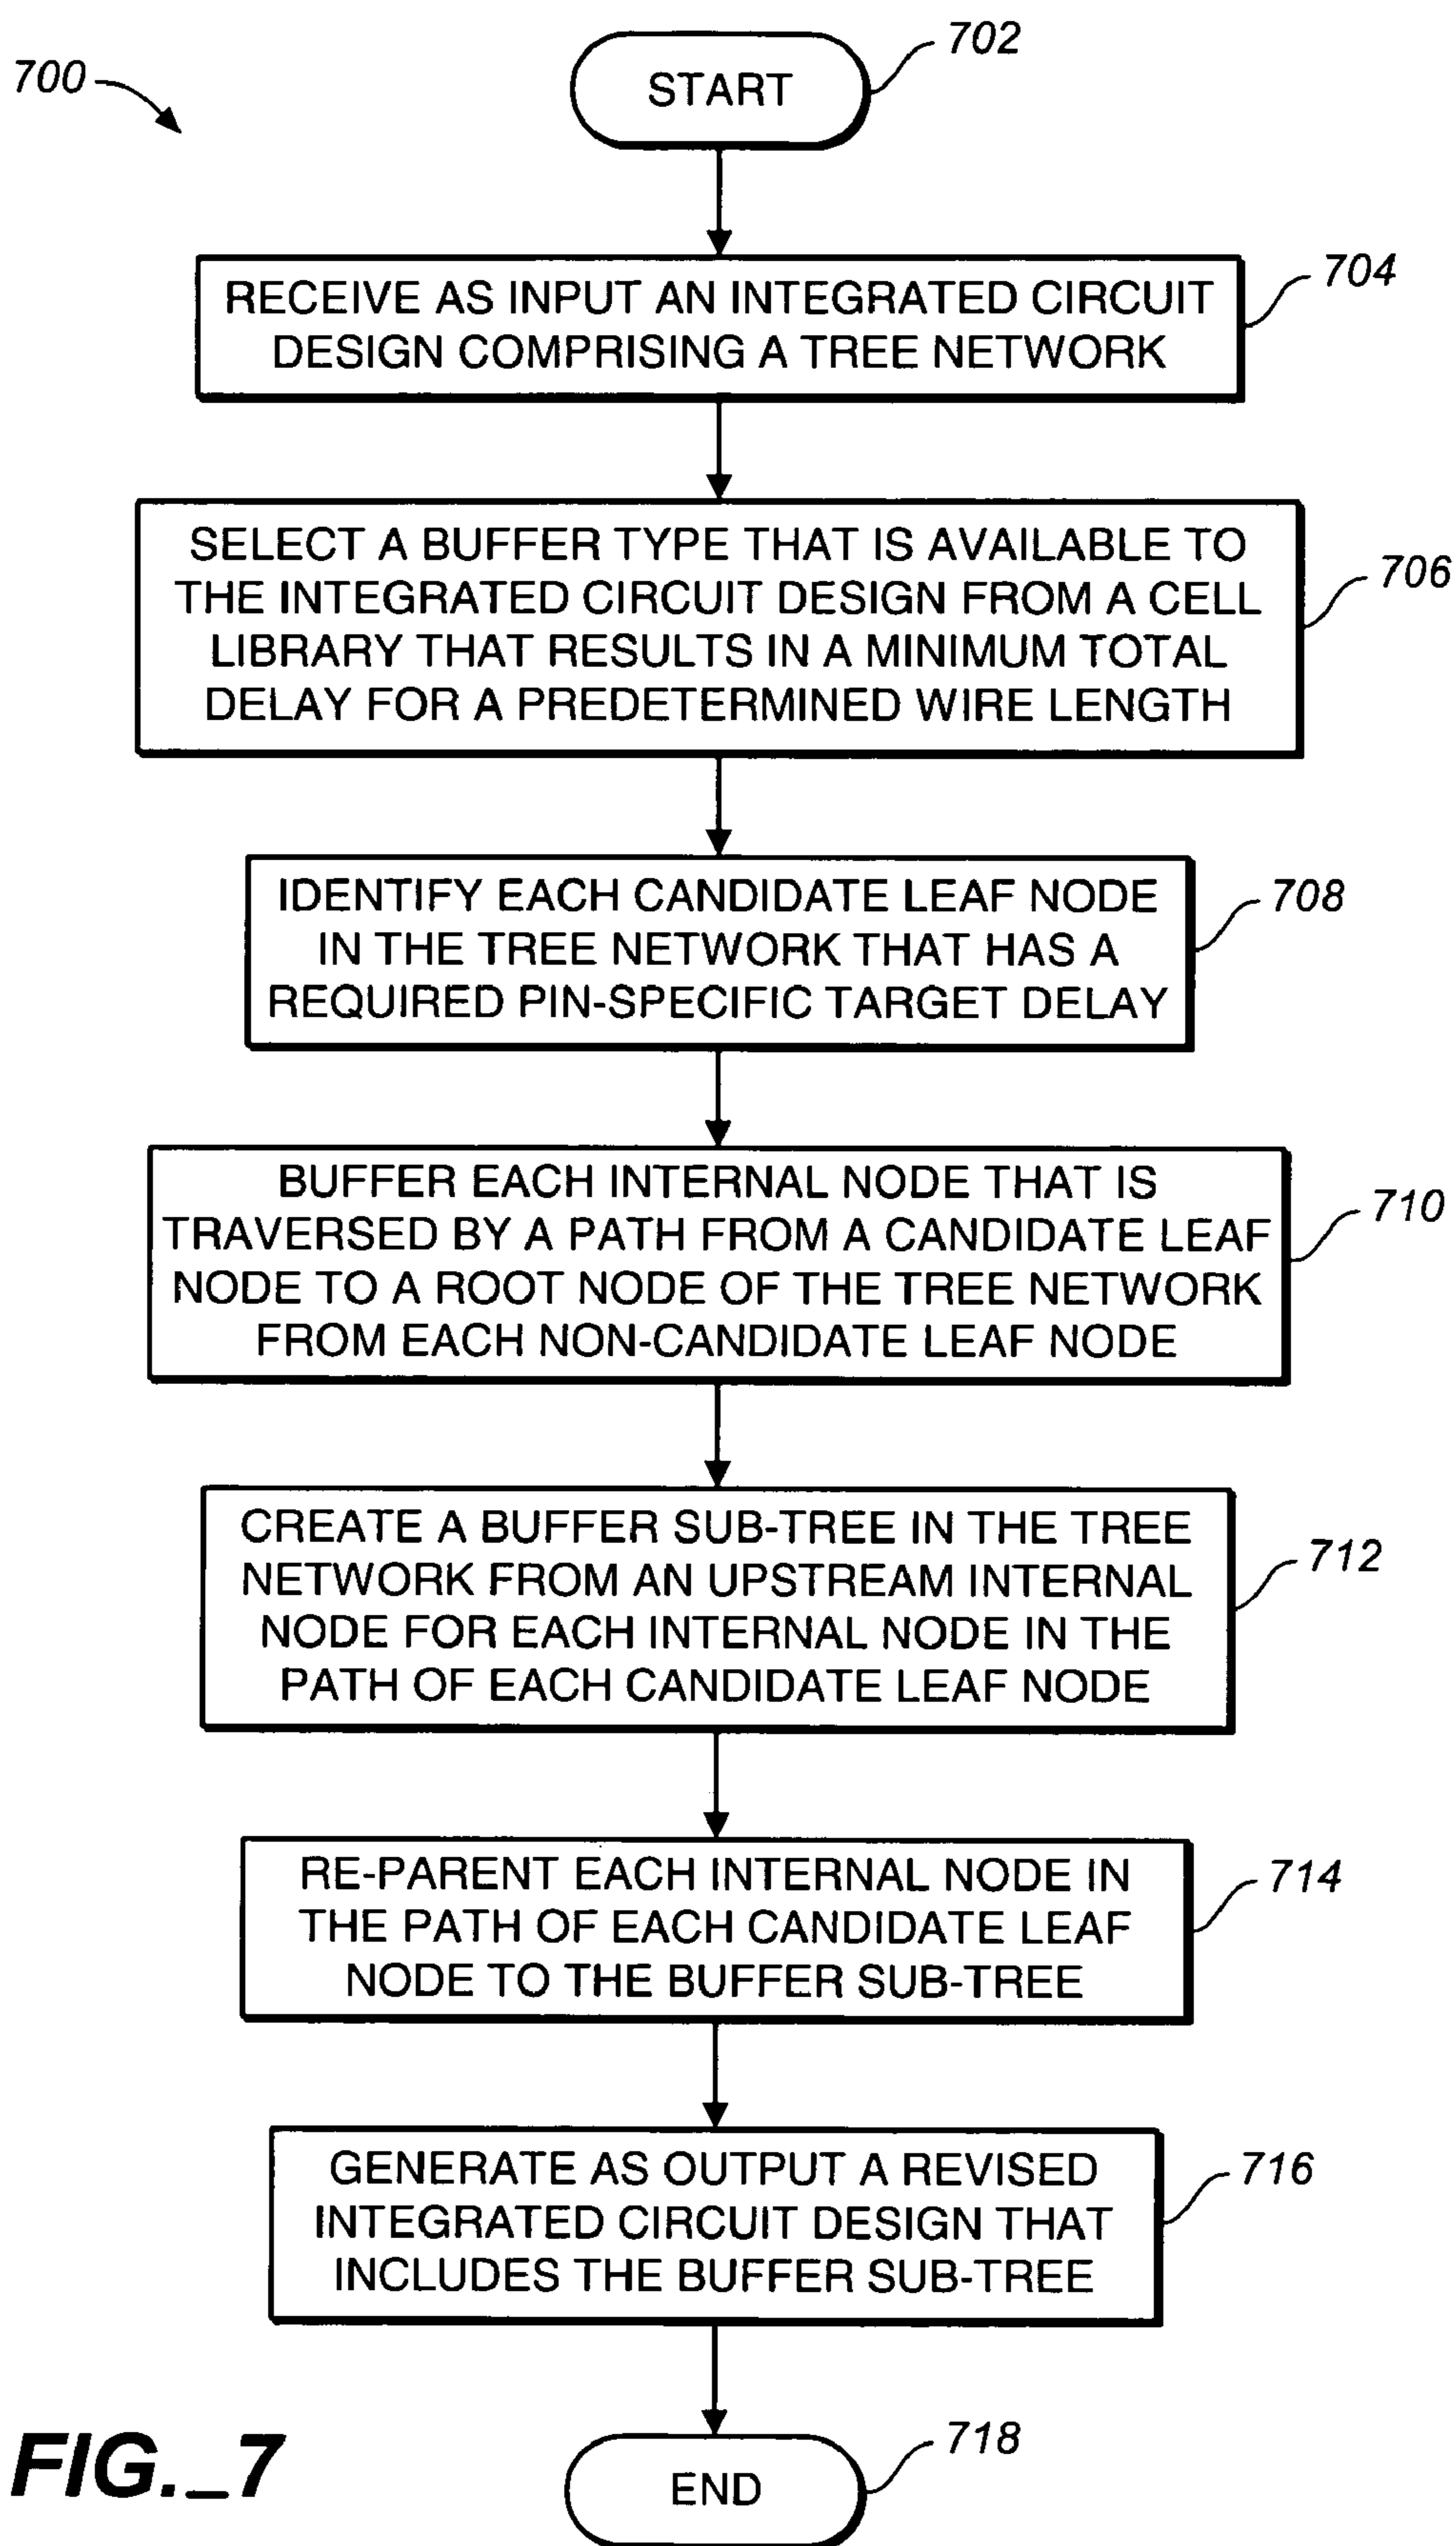 700
START
702
RECEIVE AS INPUT AN INTEGRATED CIRCUIT
DESIGN COMPRISING A TREE NETWORK
704
SELECT A BUFFER TYPE THAT IS AVAILABLE TO
THE INTEGRATED CIRCUIT DESIGN FROM A CELL
LIBRARY THAT RESULTS IN A MINIMUM TOTAL
DELAY FOR A PREDETERMINED WIRE LENGTH
706
IDENTIFY EACH CANDIDATE LEAF NODE
IN THE TREE NETWORK THAT HAS A
REQUIRED PIN-SPECIFIC TARGET DELAY
708
BUFFER EACH INTERNAL NODE THAT IS
TRAVERSED BY A PATH FROM A CANDIDATE LEAF
NODE TO A ROOT NODE OF THE TREE NETWORK
FROM EACH NON-CANDIDATE LEAF NODE
710
CREATE A BUFFER SUB-TREE IN THE TREE
NETWORK FROM AN UPSTREAM INTERNAL
NODE FOR EACH INTERNAL NODE IN THE
PATH OF EACH CANDIDATE LEAF NODE
712
RE-PARENT EACH INTERNAL NODE IN
THE PATH OF EACH CANDIDATE LEAF
NODE TO THE BUFFER SUB-TREE
714
GENERATE AS OUTPUT A REVISED
INTEGRATED CIRCUIT DESIGN THAT
INCLUDES THE BUFFER SUB-TREE
716
END
718
FIG._7